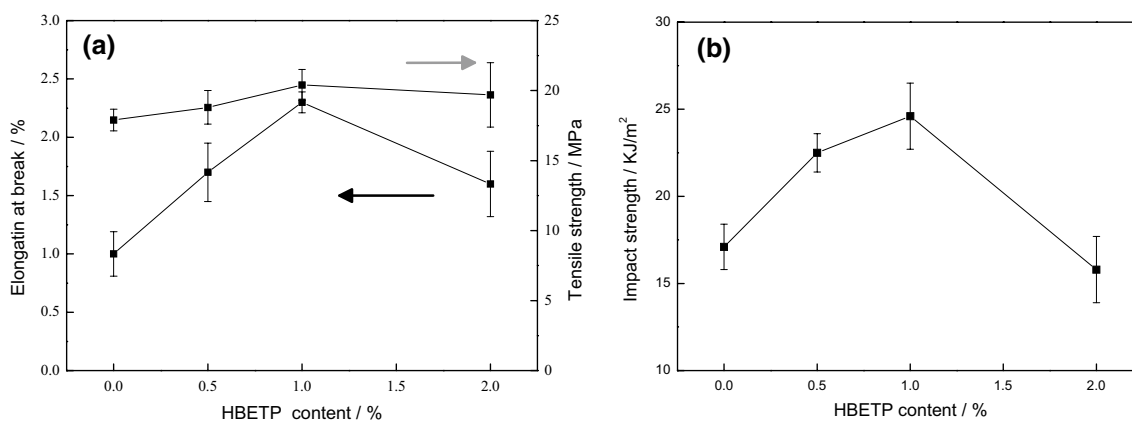 (a)
Elongatin at break / %
3.0
2.5
2.0
1.5
1.0
0.5
0.0
25
20
15
10
5
0
Tensile strength / MPa
0.0 0.5 1.0 1.5 2.0
HBETP content / %
(b)
Impact strength / KJ/m²
30
25
20
15
10
0.0 0.5 1.0 1.5 2.0
HBETP content / %